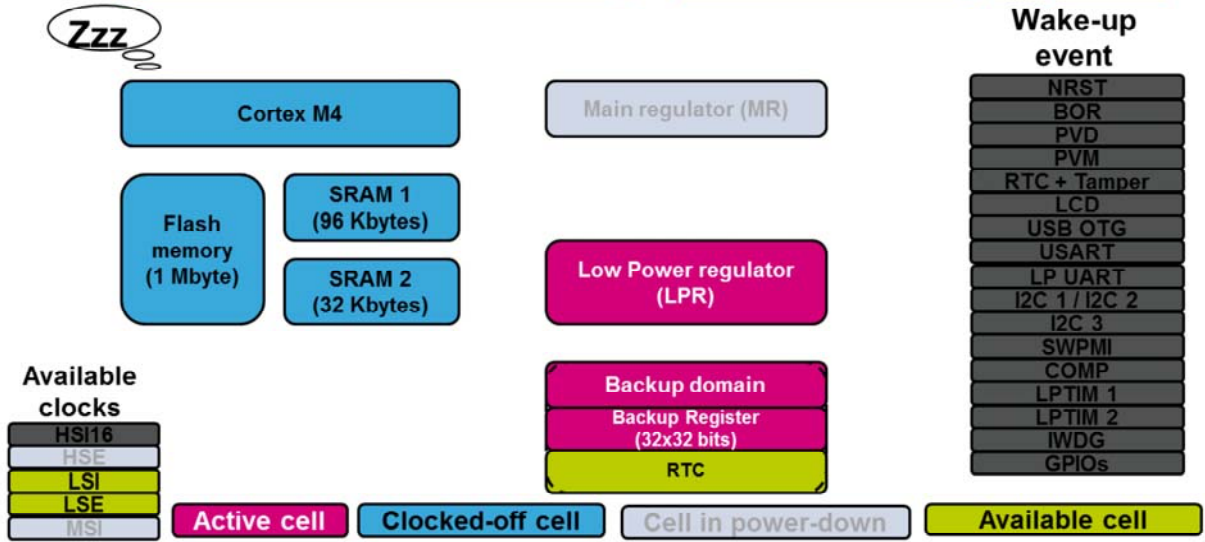 Zzz
Wake-up
event
Cortex M4
Main regulator (MR)
NRST
BOR
PVD
PVM
RTC + Tamper
LCD
USB OTG
USART
LP UART
I2C 1 / I2C 2
I2C 3
SWPMI
COMP
LPTIM 1
LPTIM 2
IWDG
GPIOs
Flash
memory
(1 Mbyte)
SRAM 1
(96 Kbytes)
SRAM 2
(32 Kbytes)
Low Power regulator
(LPR)
Backup domain
Backup Register
(32x32 bits)
RTC
Available
clocks
HSI16
HSE
LSI
LSE
MSI
Active cell
Clocked-off cell
Cell in power-down
Available cell